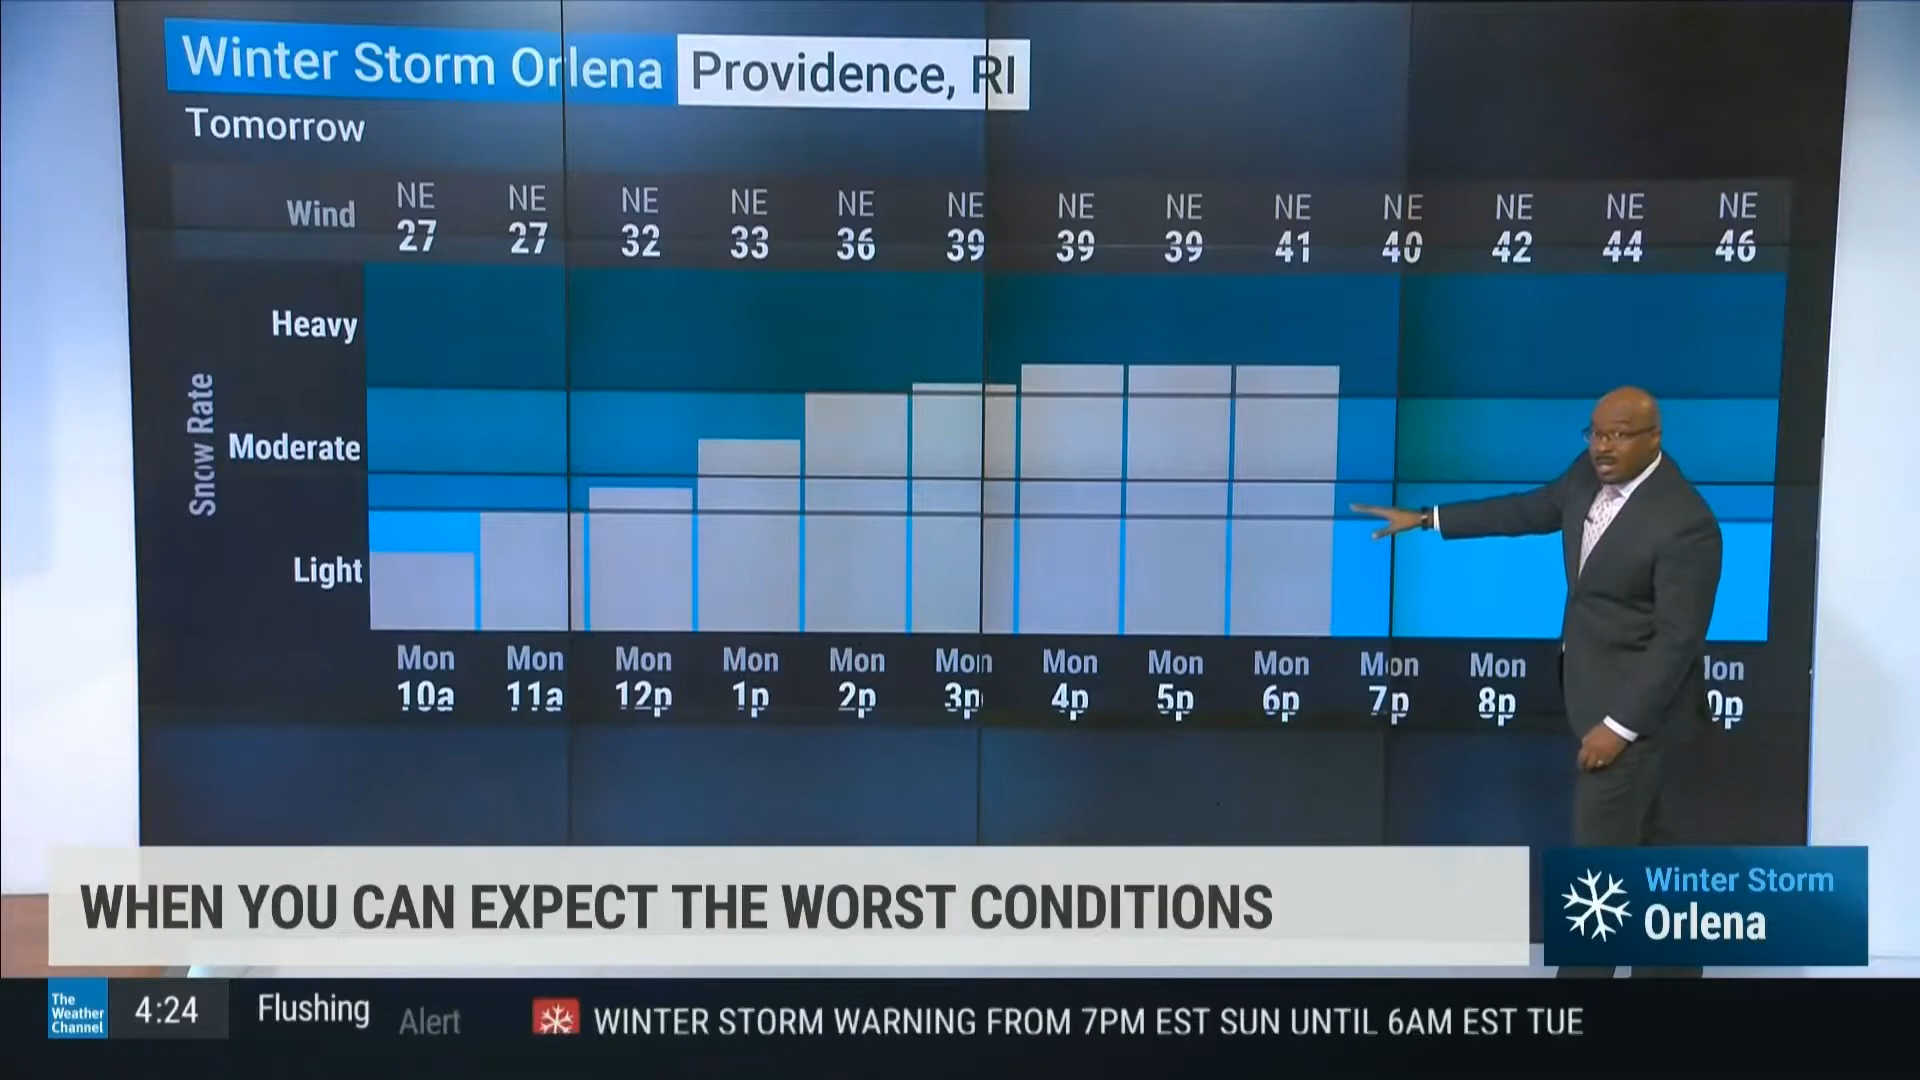 Winter Storm Orlena Providence, RI
Tomorrow
Wind
NE NE NE NE NE NE NE NE NE NE NE NE NE
27 27 32 33 36 39 39 39 41 40 42 44 46
Heavy
Snow Rate
Moderate
Light
Mon Mon Mon Mon Mon Mon Mon Mon Mon Mon Mon
10a 11a 12p 1p 2p 3p 4p 5p 6p 7p 8p
WHEN YOU CAN EXPECT THE WORST CONDITIONS
Winter Storm
Orlena
The
Weather
Channel
4:24
Flushing
Alert
WINTER STORM WARNING FROM 7PM EST SUN UNTIL 6AM EST TUE